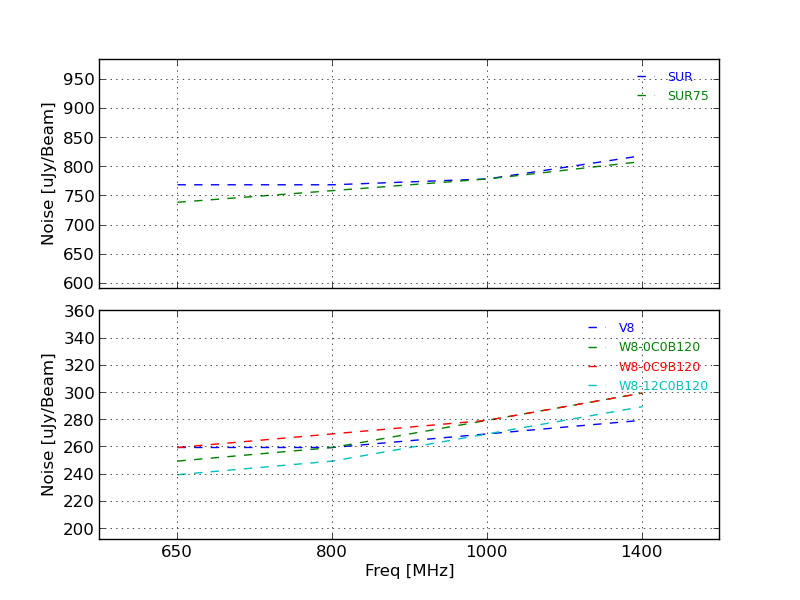 950
900
850
800
750
700
650
600
Noise [uJy/Beam]
SUR
SUR75
360
340
320
300
280
260
240
220
200
Noise [uJy/Beam]
V8
W8-0C0B120
W8-0C9B120
W8-12C0B120
650 800 1000 1400
Freq [MHz]